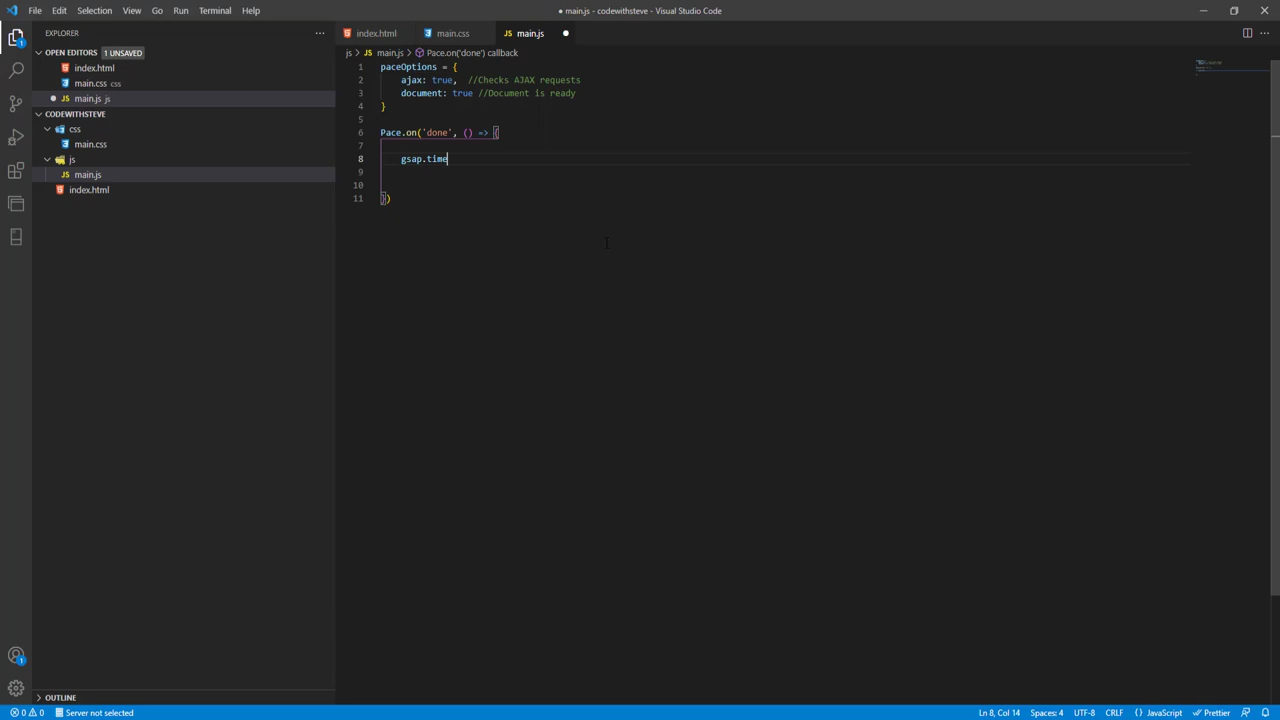 File Edit Selection View Go Run Terminal Help
● main.js - codewithsteve - Visual Studio Code
EXPLORER
OPEN EDITORS 1 UNSAVED
index.html
main.css css
main.js js
CODEWITHSTEVE
css
main.css
js
main.js
index.html
OUTLINE
index.html main.css JS main.js
js > JS main.js > Pace.on('done') callback
1 paceOptions = {
2 ajax: true, //Checks AJAX requests
3 document: true //Document is ready
4 }
5
6 Pace.on('done', () => {
7
8 gsap.time
9
10
11 })
0 0 Server not selected
Ln 8, Col 14 Spaces: 4 UTF-8 CRLF {} JavaScript Prettier